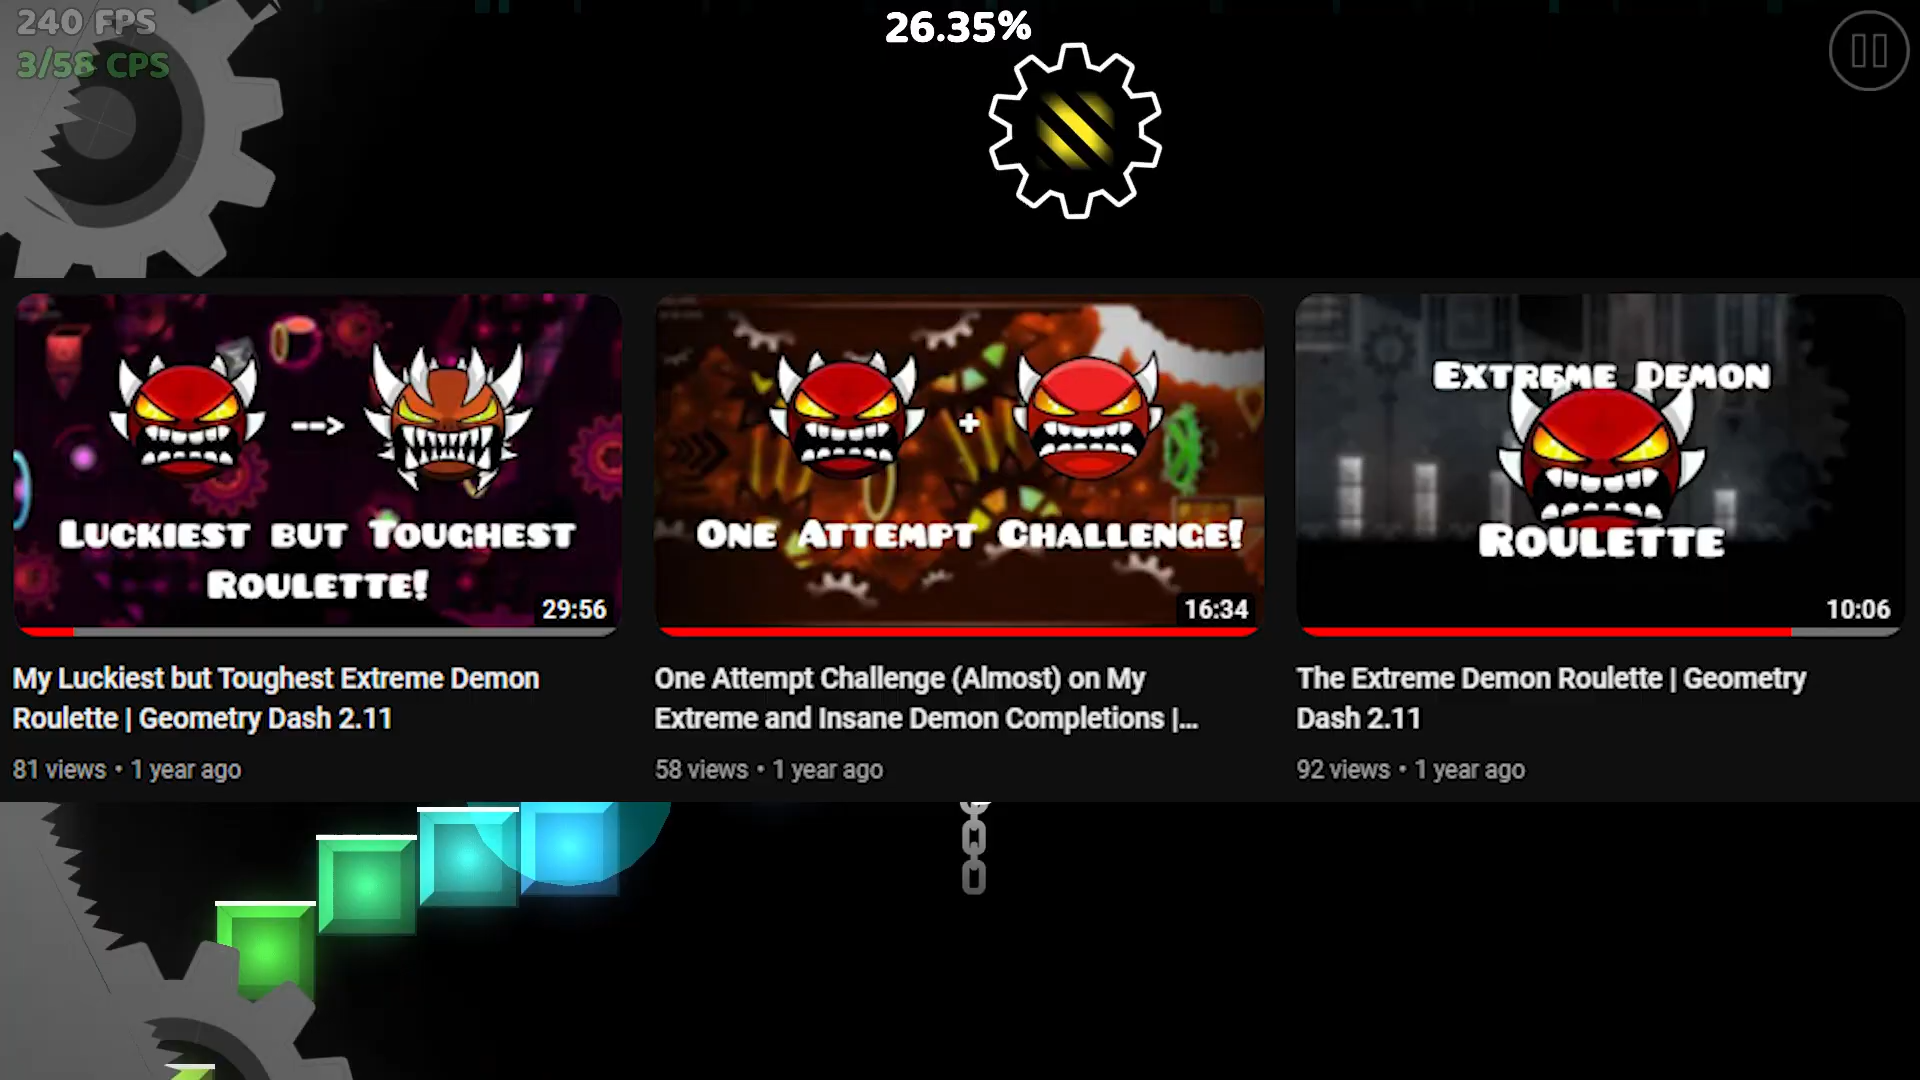 240 FPS
3/58 CPS
26.35%
LUCKIEST BUT TOUGHEST
ROULETTE!
29:56
ONE ATTEMPT CHALLENGE!
16:34
EXTREME DEMON
ROULETTE
10:06
My Luckiest but Toughest Extreme Demon
Roulette | Geometry Dash 2.11
81 views • 1 year ago
One Attempt Challenge (Almost) on My
Extreme and Insane Demon Completions |...
58 views • 1 year ago
The Extreme Demon Roulette | Geometry
Dash 2.11
92 views • 1 year ago